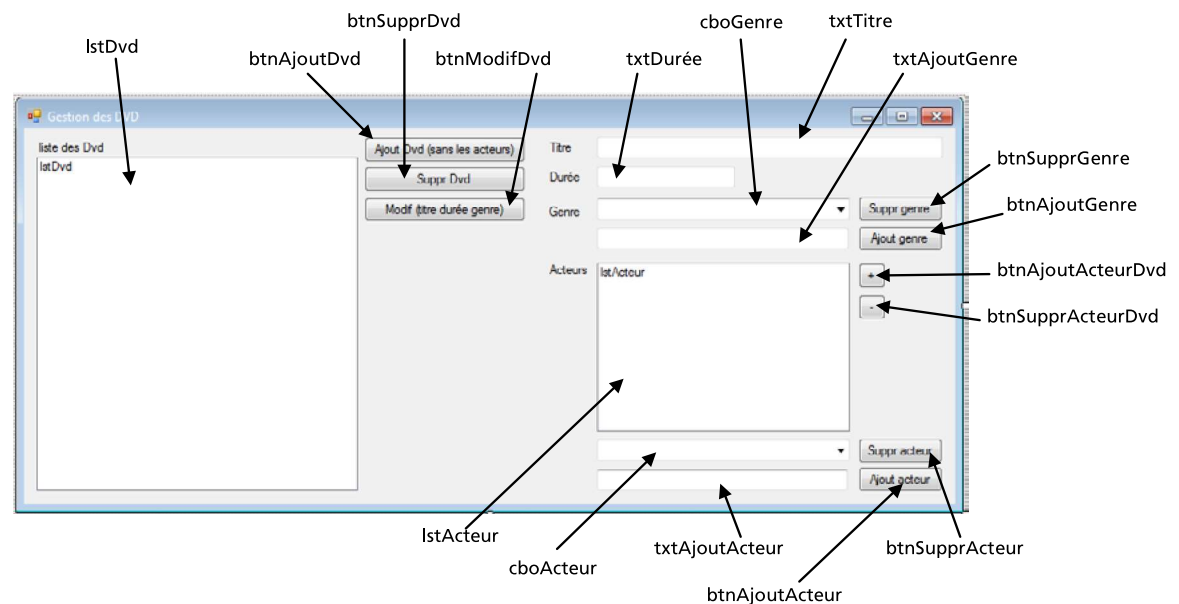 btnSupprDvd
cboGenre
txtTitre
lstDvd
btnAjoutDvd
btnModifDvd
txtDurée
txtAjoutGenre
Gestion des DVD
liste des Dvd
Ajout Dvd (sans les acteurs)
Titre
lstDvd
Suppr Dvd
Durée
btnSupprGenre
Modif (titre durée genre)
Genre
Suppr genre
btnAjoutGenre
Ajout genre
Acteurs
lstActeur
+
btnAjoutActeurDvd
-
btnSupprActeurDvd
Suppr acteur
Ajout acteur
lstActeur
txtAjoutActeur
btnSupprActeur
cboActeur
btnAjoutActeur